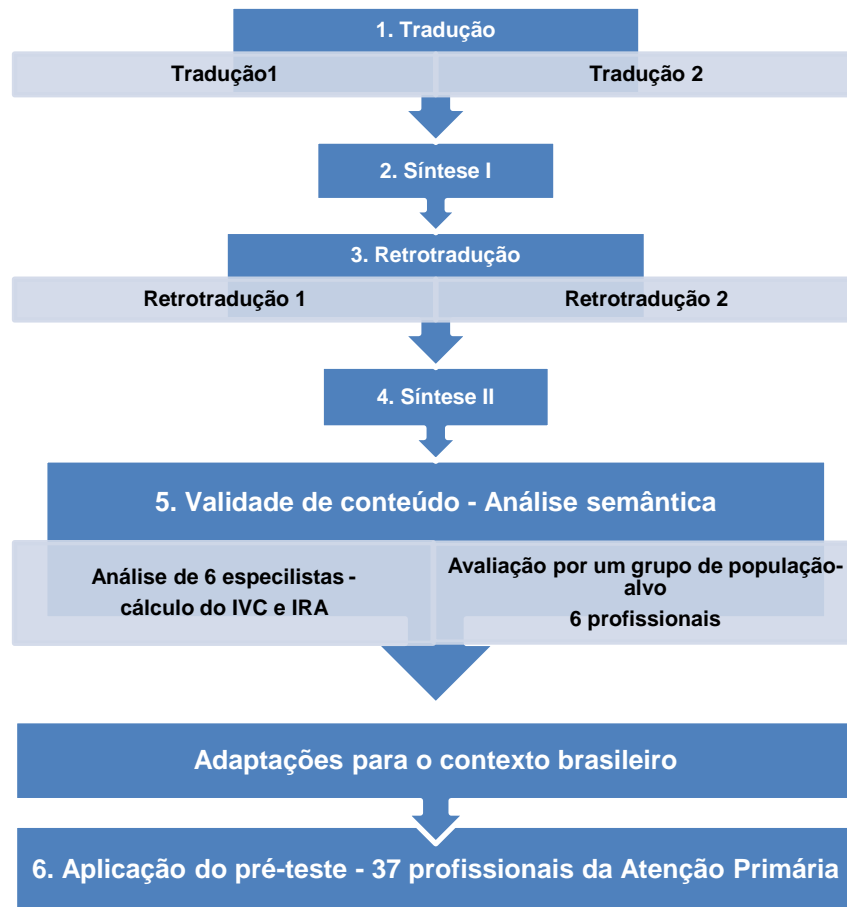 1. Tradução
Tradução1
Tradução 2
2. Síntese I
3. Retrotradução
Retrotradução 1
Retrotradução 2
4. Síntese II
5. Validade de conteúdo - Análise semântica
Análise de 6 especilistas -
cálculo do IVC e IRA
Avaliação por um grupo de população-
alvo
6 profissionais
Adaptações para o contexto brasileiro
6. Aplicação do pré-teste - 37 profissionais da Atenção Primária